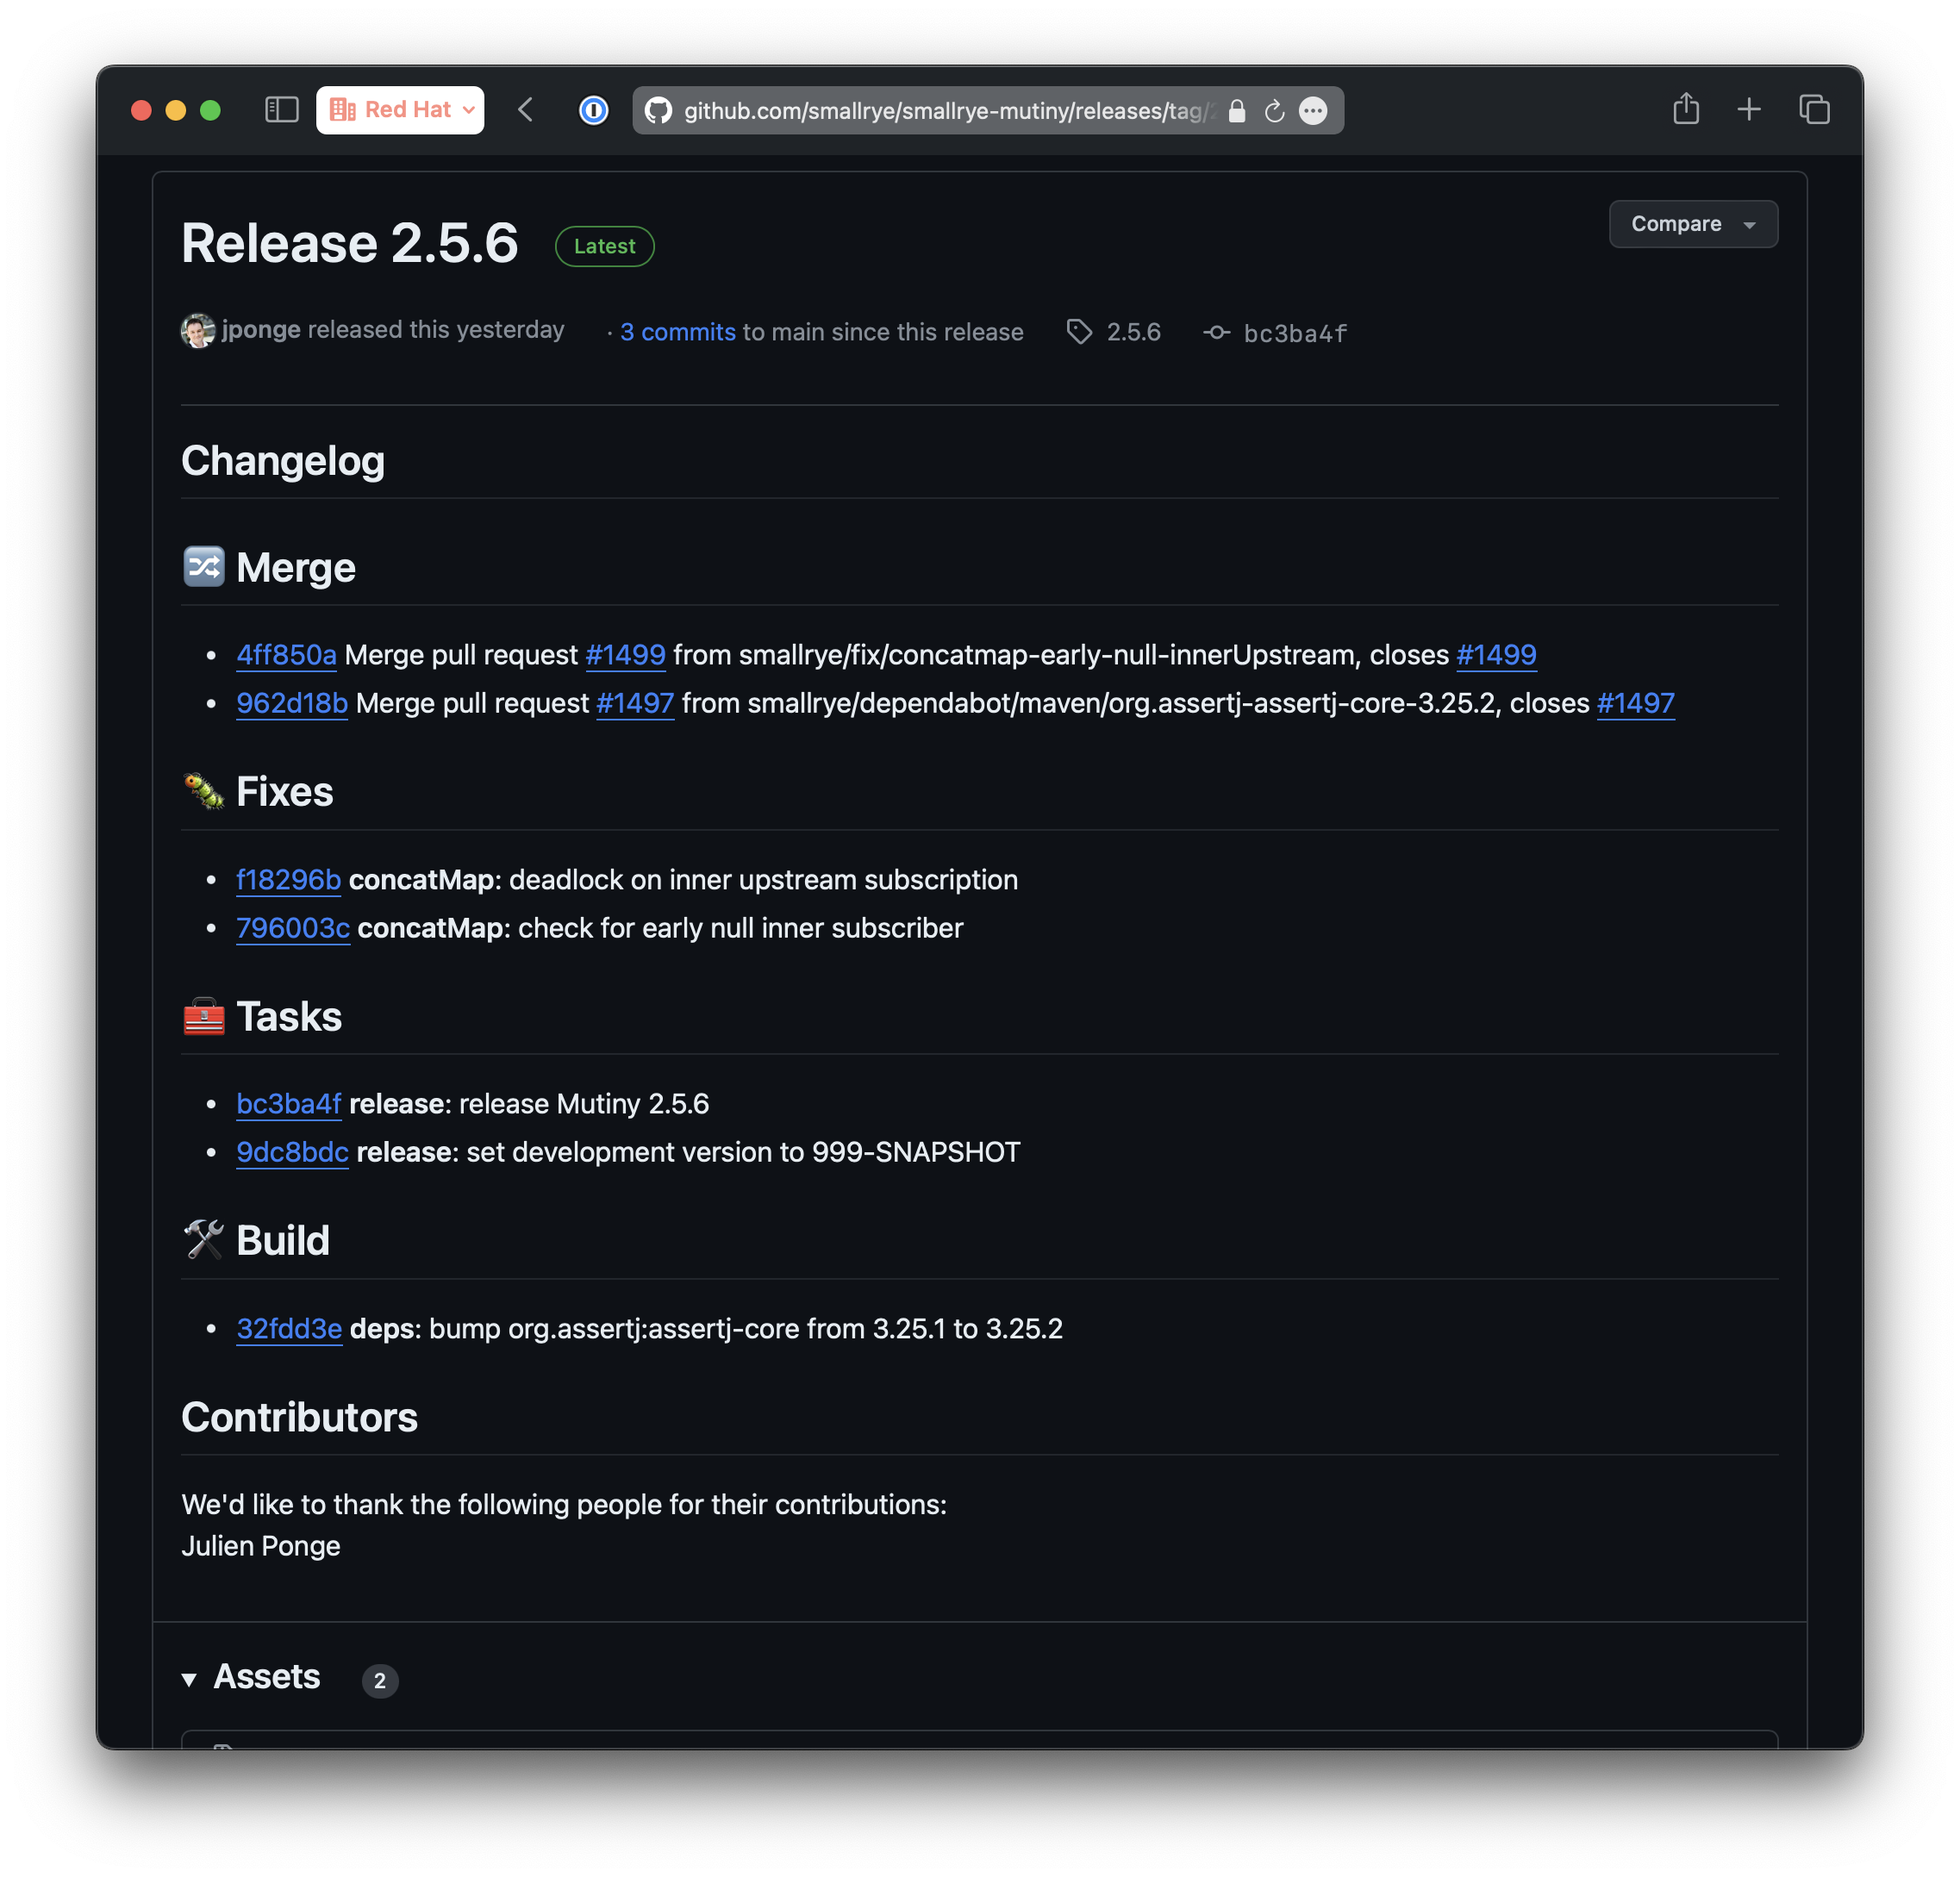 Red Hat
github.com/smallrye/smallrye-mutiny/releases/tag/
Release 2.5.6 Latest
Compare
jponge released this yesterday · 3 commits to main since this release 2.5.6 bc3ba4f
Changelog
Merge
4ff850a Merge pull request #1499 from smallrye/fix/concatmap-early-null-innerUpstream, closes #1499
962d18b Merge pull request #1497 from smallrye/dependabot/maven/org.assertj-assertj-core-3.25.2, closes #1497
Fixes
f18296b concatMap: deadlock on inner upstream subscription
796003c concatMap: check for early null inner subscriber
Tasks
bc3ba4f release: release Mutiny 2.5.6
9dc8bdc release: set development version to 999-SNAPSHOT
Build
32fdd3e deps: bump org.assertj:assertj-core from 3.25.1 to 3.25.2
Contributors
We'd like to thank the following people for their contributions:
Julien Ponge
Assets 2